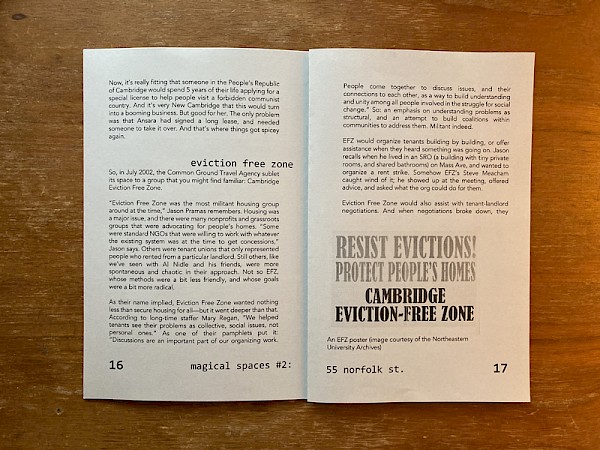 Now, it's really fitting that someone in the People's Republic
of Cambridge would spend 5 years of their life applying for a
special license to help people visit a forbidden communist
country. And it's very New Cambridge that this would turn
into a booming business. But good for her. The only problem
was that Ansara had signed a long lease, and needed
someone to take it over. And that's where things got spicey
again.
eviction free zone
So, in July 2002, the Common Ground Travel Agency sublet
its space to a group that you might find familiar: Cambridge
Eviction Free Zone.
"Eviction Free Zone was the most militant housing group
around at the time," Jason Pramas remembers. Housing was
a major issue, and there were many nonprofits and grassroots
groups that were advocating for people's homes. "Some
were standard NGOs that were willing to work with whatever
the existing system was at the time to get concessions,"
Jason says. Others were tenant unions that only represented
people who rented from a particular landlord. Still others, like
we've seen with Al Nidle and his friends, were more
spontaneous and chaotic in their approach. Not so EFZ,
whose methods were a bit less friendly, and whose goals
were a bit more radical.
As their name implied, Eviction Free Zone wanted nothing
less than secure housing for all—but it went deeper than that.
According to long-time staffer Mary Regan, "We helped
tenants see their problems as collective, social issues, not
personal ones." As one of their pamphlets put it:
"Discussions are an important part of our organizing work.
16
magical spaces #2:
People come together to discuss issues, and their
connections to each other, as a way to build understanding
and unity among all people involved in the struggle for social
change." So: an emphasis on understanding problems as
structural, and an attempt to build coalitions within
communities to address them. Militant indeed.
EFZ would organize tenants building by building, or offer
assistance when they heard something was going on. Jason
recalls when he lived in an SRO (a building with tiny private
rooms, and shared bathrooms) on Mass Ave, and wanted to
organize a rent strike. Somehow EFZ's Steve Meacham
caught wind of it; he showed up at the meeting, offered
advice, and asked what the org could do for them.
Eviction Free Zone would also assist with tenant-landlord
negotiations. And when negotiations broke down, they
RESIST EVICTIONS!
PROTECT PEOPLE'S HOMES
CAMBRIDGE
EVICTION-FREE ZONE
An EFZ poster (image courtesy of the Northeastern
University Archives)
55 norfolk st.
17